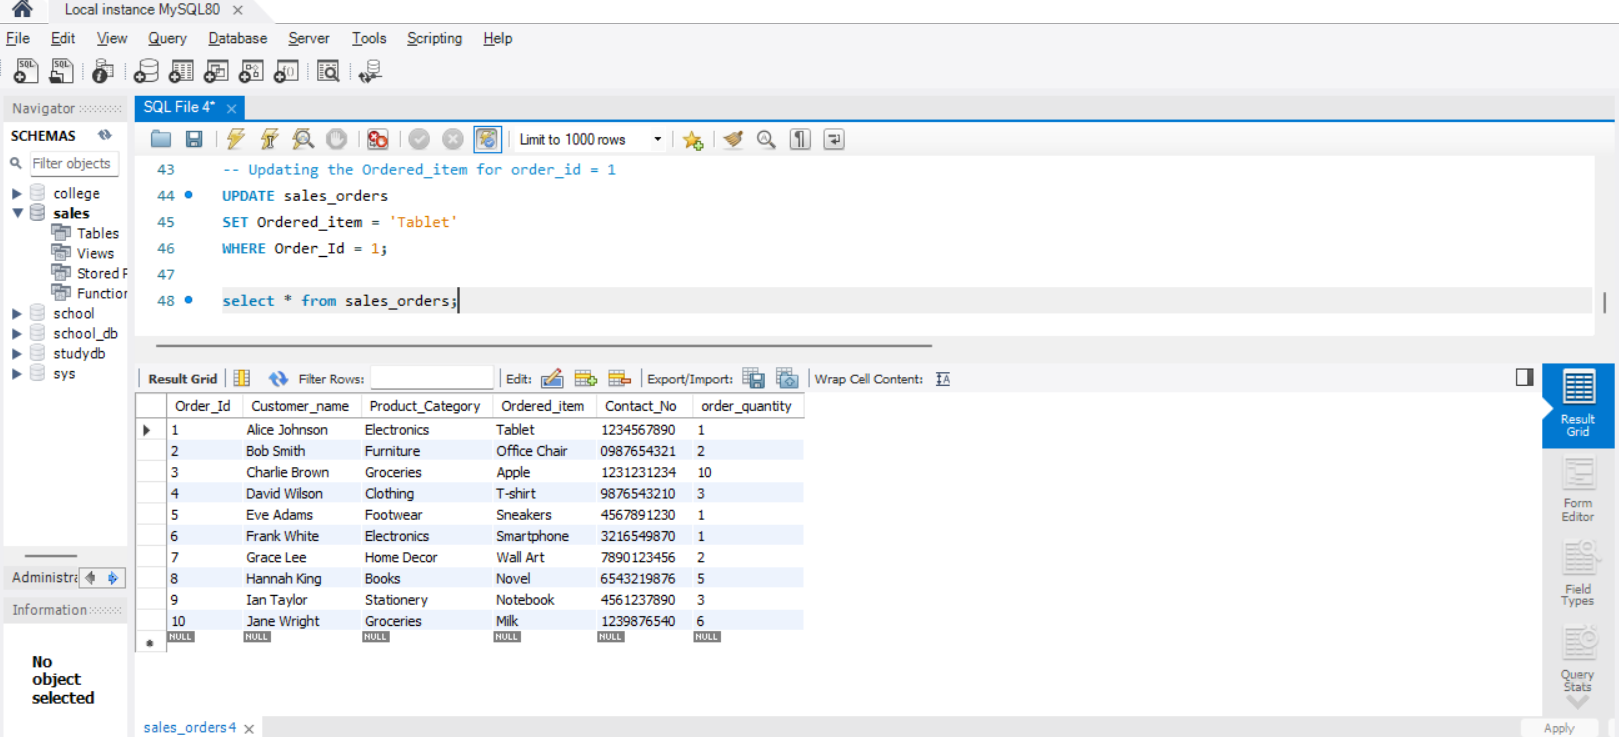 Local instance MySQL80
File Edit View Query Database Server Tools Scripting Help
Navigator
SCHEMAS
Filter objects
college
sales
Tables
Views
Stored P
Function
school
school_db
studydb
sys
Administra
Information
No
object
selected
SQL File 4*
Limit to 1000 rows
43 -- Updating the Ordered_item for order_id = 1
44 UPDATE sales_orders
45 SET Ordered_item = 'Tablet'
46 WHERE Order_Id = 1;
47
48 select * from sales_orders;
Result Grid Filter Rows: Edit: Export/Import: Wrap Cell Content:
Order_Id Customer_name Product_Category Ordered_item Contact_No order_quantity
1 Alice Johnson Electronics Tablet 1234567890 1
2 Bob Smith Furniture Office Chair 0987654321 2
3 Charlie Brown Groceries Apple 1231231234 10
4 David Wilson Clothing T-shirt 9876543210 3
5 Eve Adams Footwear Sneakers 4567891230 1
6 Frank White Electronics Smartphone 3216549870 1
7 Grace Lee Home Decor Wall Art 7890123456 2
8 Hannah King Books Novel 6543219876 5
9 Ian Taylor Stationery Notebook 4561237890 3
10 Jane Wright Groceries Milk 1239876540 6
NULL NULL NULL NULL NULL NULL
Result
Grid
Form
Editor
Field
Types
Query
Stats
sales_orders 4
Apply